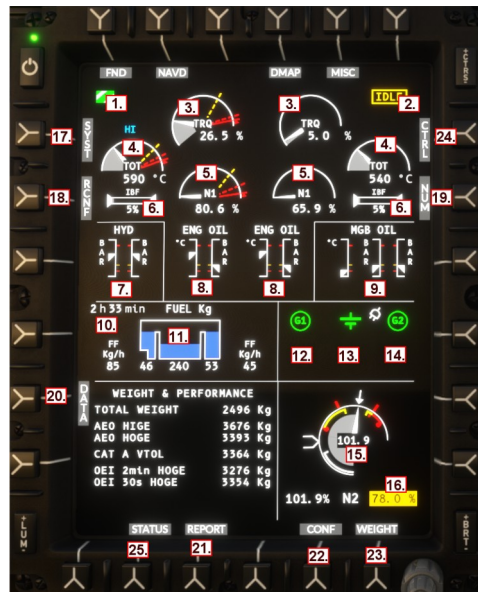 FND NAVD DMAP MISC
+CTRS-
1. 3. 3. 2. IDLE
TRQ 26.5 % TRQ 5.0 %
17. SYST HI CTRL 24.
4. 4.
TOT 590 °C TOT 540 °C
5. 5.
18. RCNF IBF 5% 6. N1 80.6 % N1 65.9 % IBF 5% 6. NUM 19.
HYD ENG OIL ENG OIL MGB OIL
BAR BAR °C BAR °C BAR °C BAR BAR
7. 8. 8. 9.
2 h 33 min FUEL Kg
10. 11. G1 G2
FF Kg/h 85 46 240 53 FF Kg/h 45
12. 13. 14.
20. DATA
WEIGHT & PERFORMANCE
TOTAL WEIGHT 2496 Kg
AEO HIGE 3676 Kg
AEO HOGE 3393 Kg
CAT A VTOL 3364 Kg
OEI 2min HOGE 3276 Kg
OEI 30s HOGE 3354 Kg
101.9
15.
16.
101.9% N2 78.0 %
+LUM- +BRT-
STATUS REPORT CONF WEIGHT
25. 21. 22. 23.